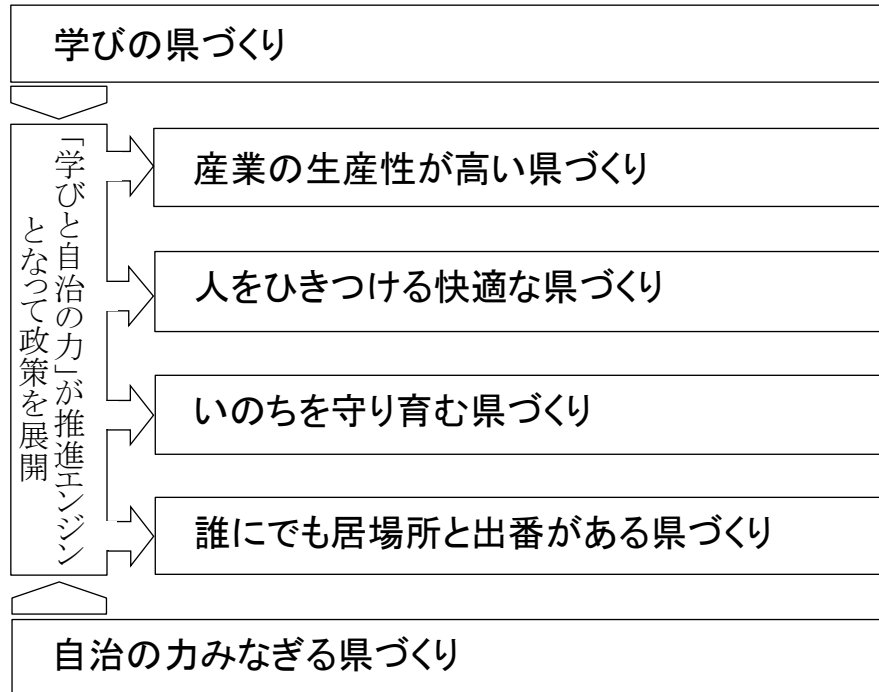 学びの県づくり
「学びと自治の力」が推進エンジン
となって政策を展開
産業の生産性が高い県づくり
人をひきつける快適な県づくり
いのちを守り育む県づくり
誰にでも居場所と出番がある県づくり
自治の力みなぎる県づくり